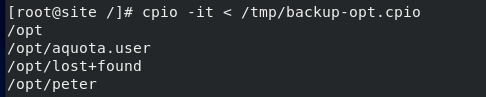 [root@site /]# cpio -it < /tmp/backup-opt.cpio
/opt
/opt/aquota.user
/opt/lost+found
/opt/peter